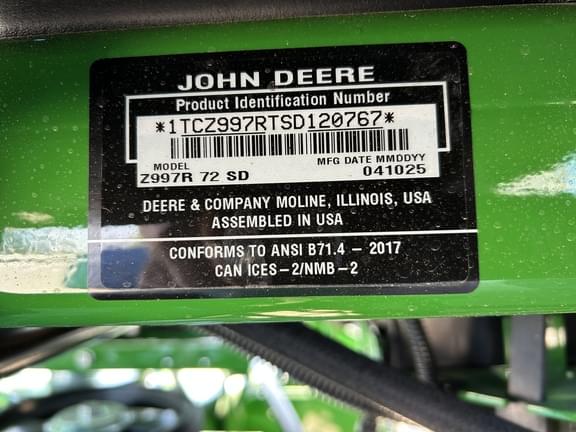 JOHN DEERE
Product Identification Number
*1TCZ997RTSD120767*
MODEL MFG DATE MMDDYY
Z997R 72 SD 041025
DEERE & COMPANY MOLINE, ILLINOIS, USA
ASSEMBLED IN USA
CONFORMS TO ANSI B71.4 – 2017
CAN ICES–2/NMB–2